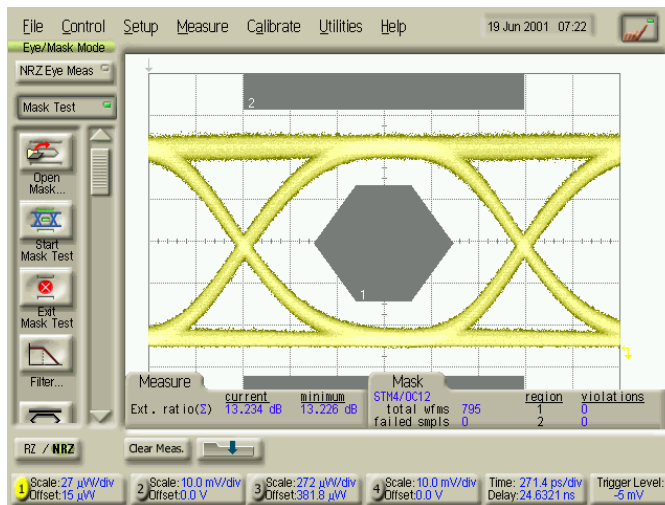 File Control Setup Measure Calibrate Utilities Help 19 Jun 2001 07:22
Eye/Mask Mode
NRZ Eye Meas
Mask Test
2
Open
Mask...
Start
Mask Test
Exit
Mask Test
1
Filter...
Measure
current minimum
Ext. ratio(Σ) 13.234 dB 13.226 dB
Mask
STM4/OC12 region violations
total wfms 795 1 0
failed smpls 0 2 0
RZ / NRZ
Clear Meas.
1 Scale:27 µW/div
Offset:15 µW
2 Scale:10.0 mV/div
Offset:0.0 V
3 Scale:272 µW/div
Offset:381.8 µW
4 Scale:10.0 mV/div
Offset:0.0 V
Time: 271.4 ps/div
Delay:24.6321 ns
Trigger Level:
-5 mV